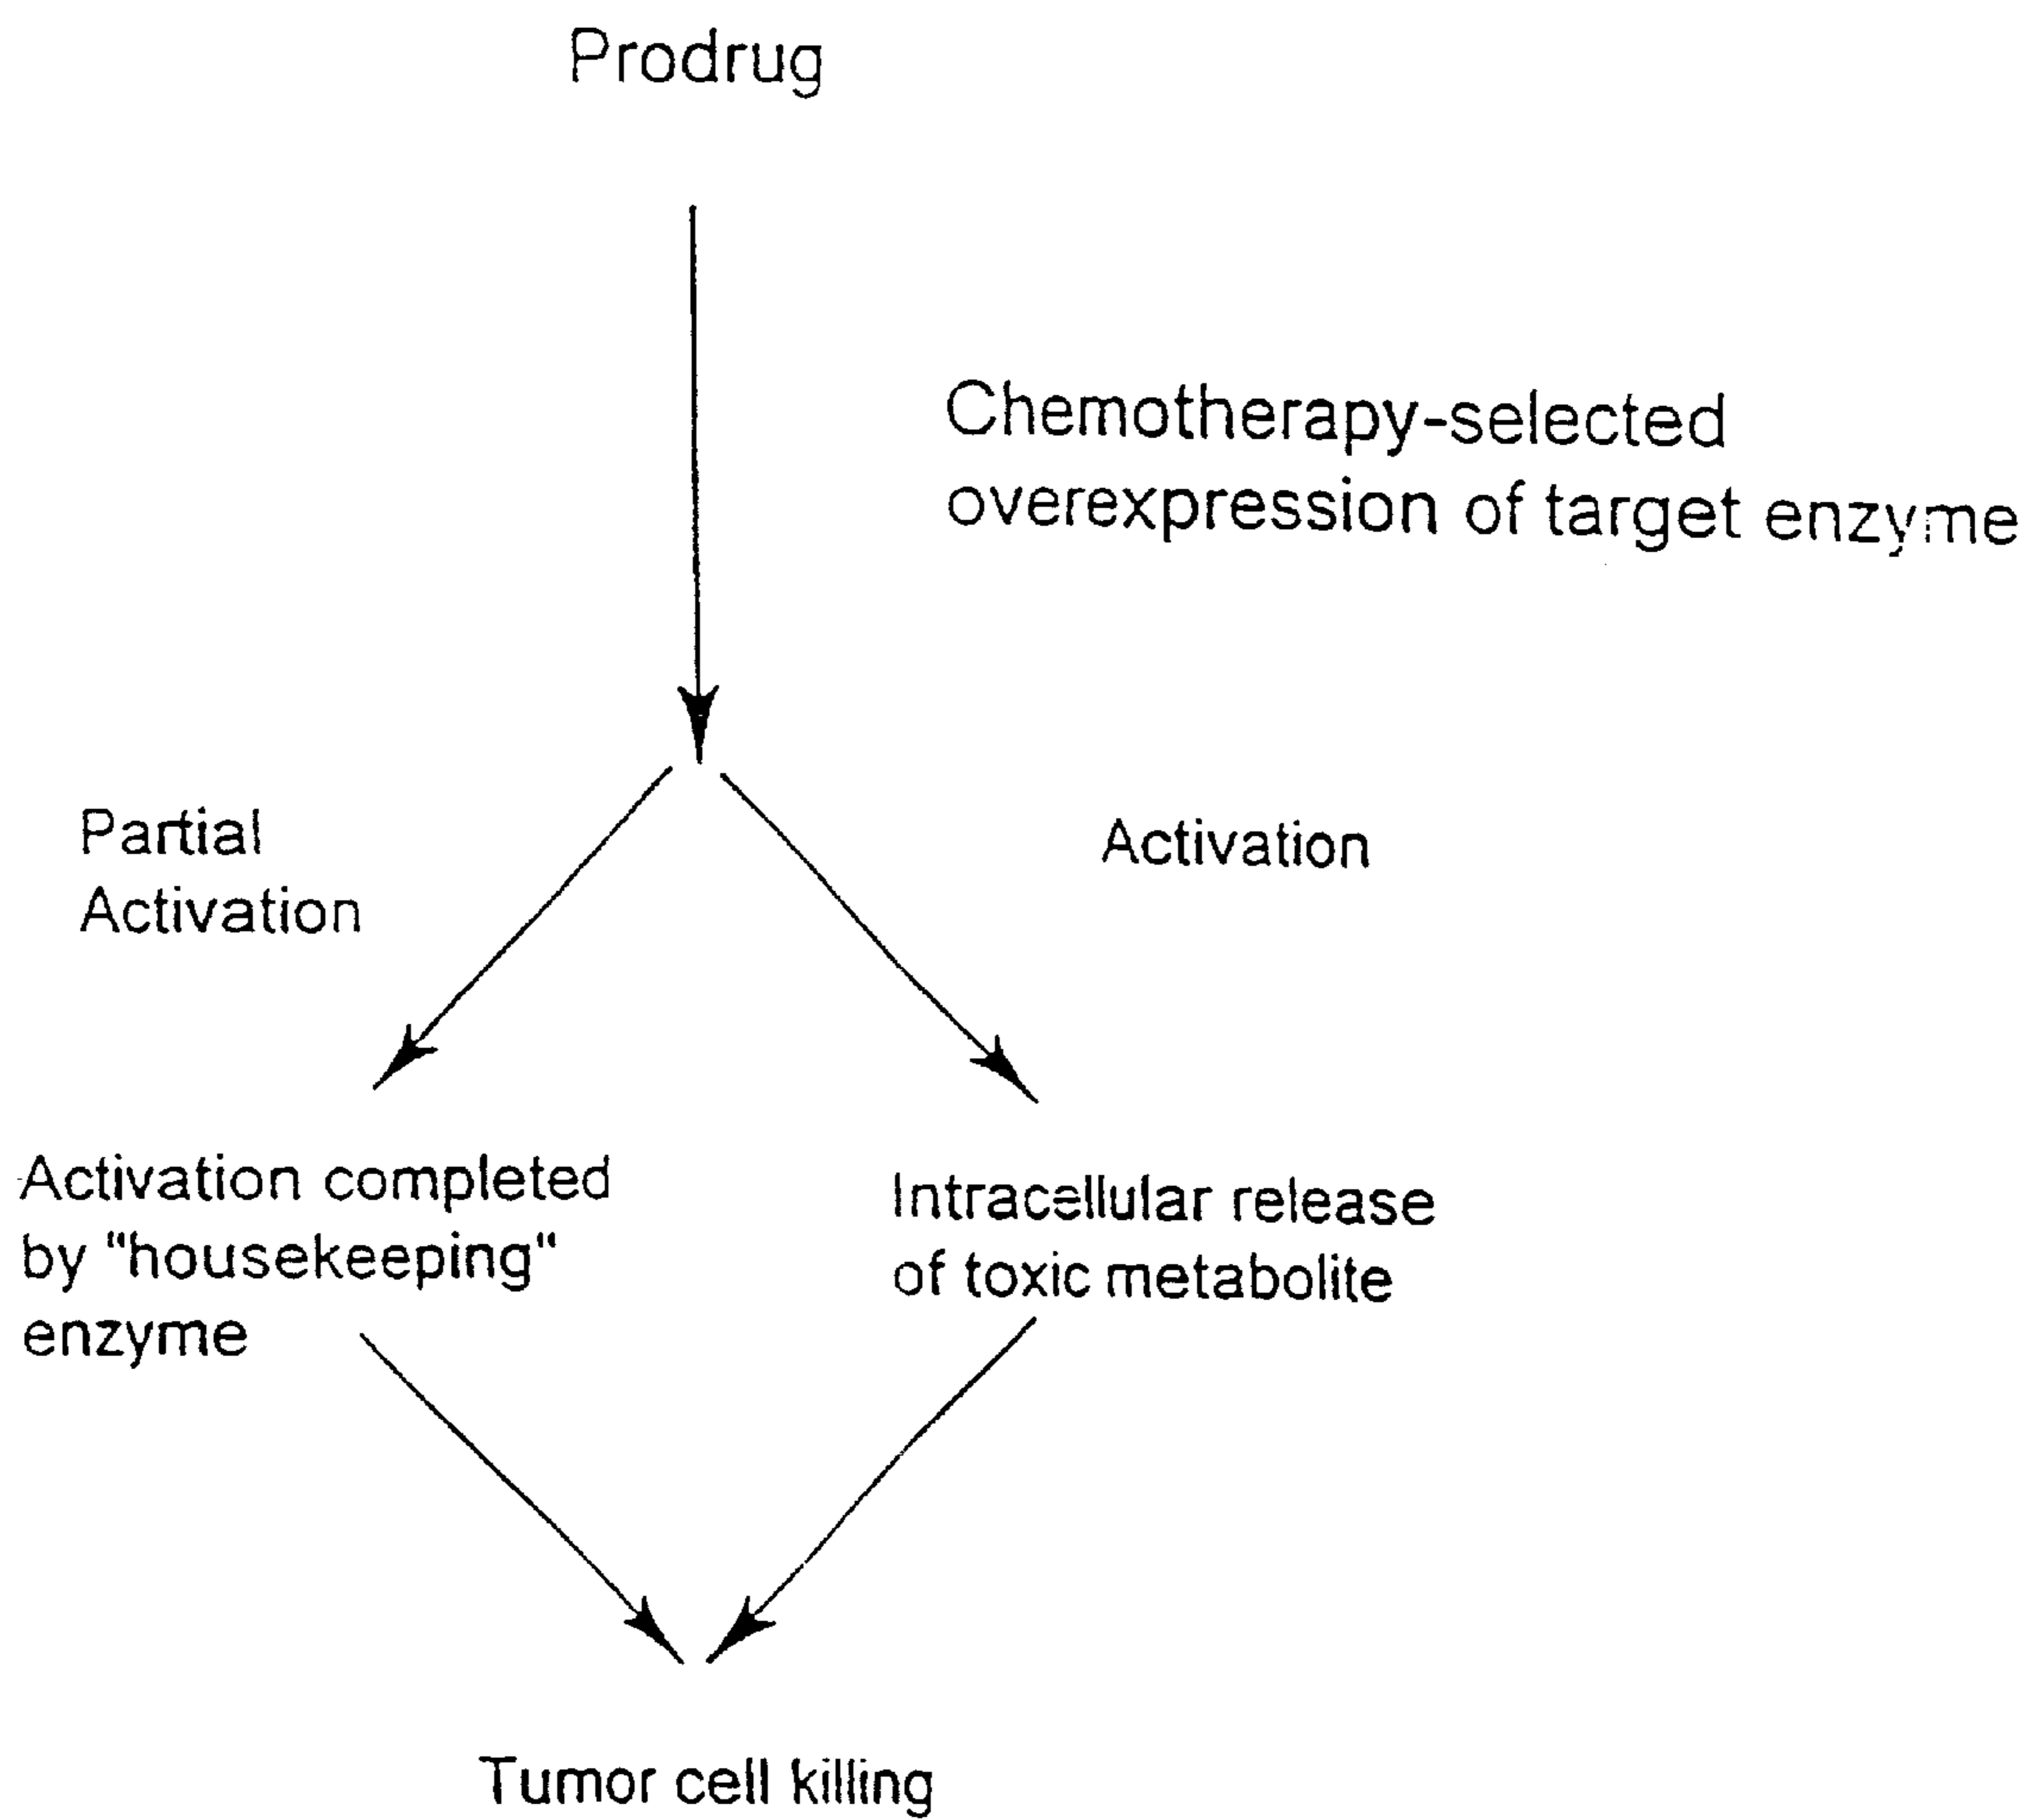 Prodrug
Chemotherapy-selected
overexpression of target enzyme
Partial
Activation
Activation
Activation completed
by "housekeeping"
enzyme
Intracellular release
of toxic metabolite
Tumor cell killing